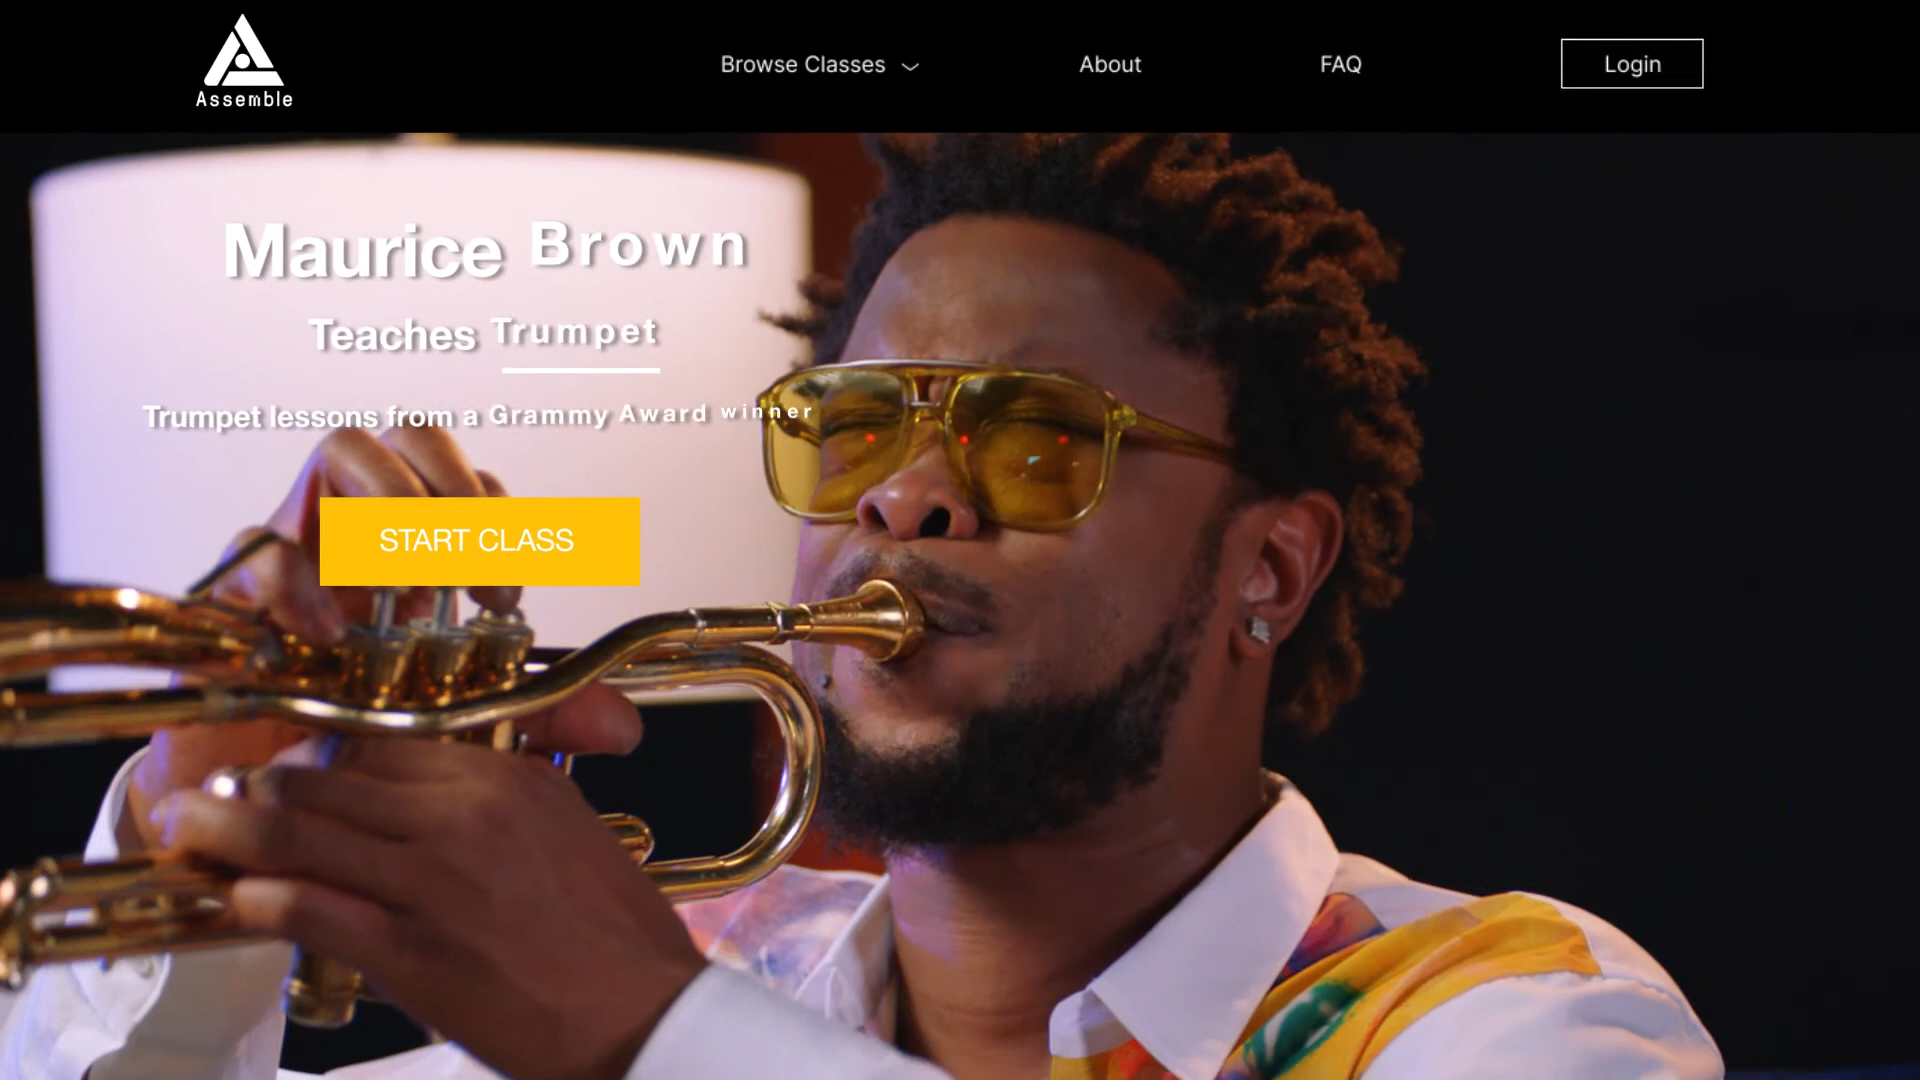 Assemble
Browse Classes
About
FAQ
Login
Maurice Brown
Teaches Trumpet
Trumpet lessons from a Grammy Award winner
START CLASS